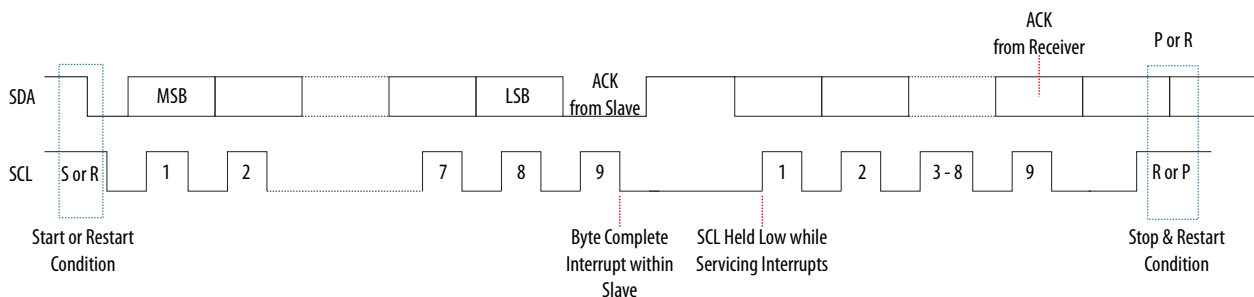 ACK
from Receiver
P or R
SDA
MSB
LSB
ACK
from Slave
SCL
S or R
1
2
7
8
9
1
2
3 - 8
9
R or P
Start or Restart
Condition
Byte Complete
Interrupt within
Slave
SCL Held Low while
Servicing Interrupts
Stop & Restart
Condition